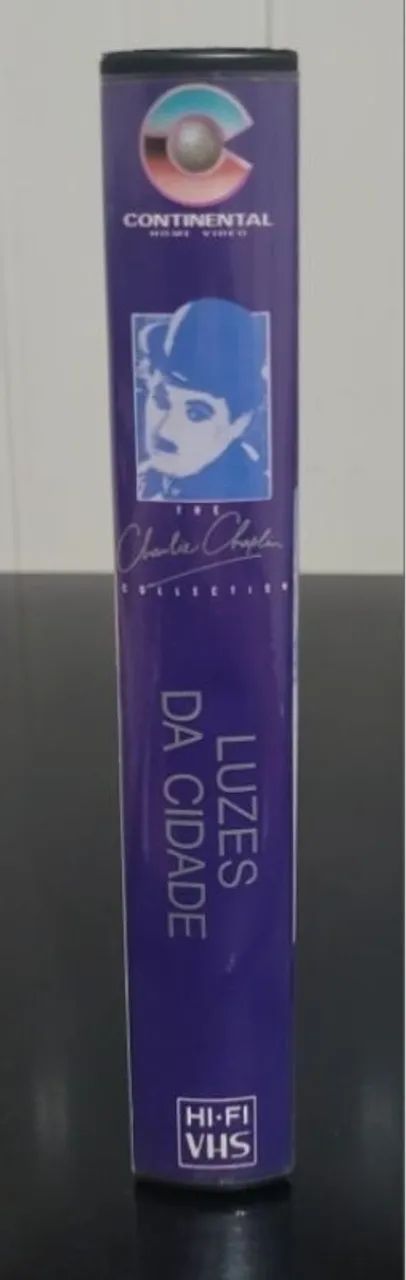 CONTINENTAL
HOME VIDEO
THE
Charlie Chaplin
COLLECTION
LUZES
DA CIDADE
HI-FI
VHS